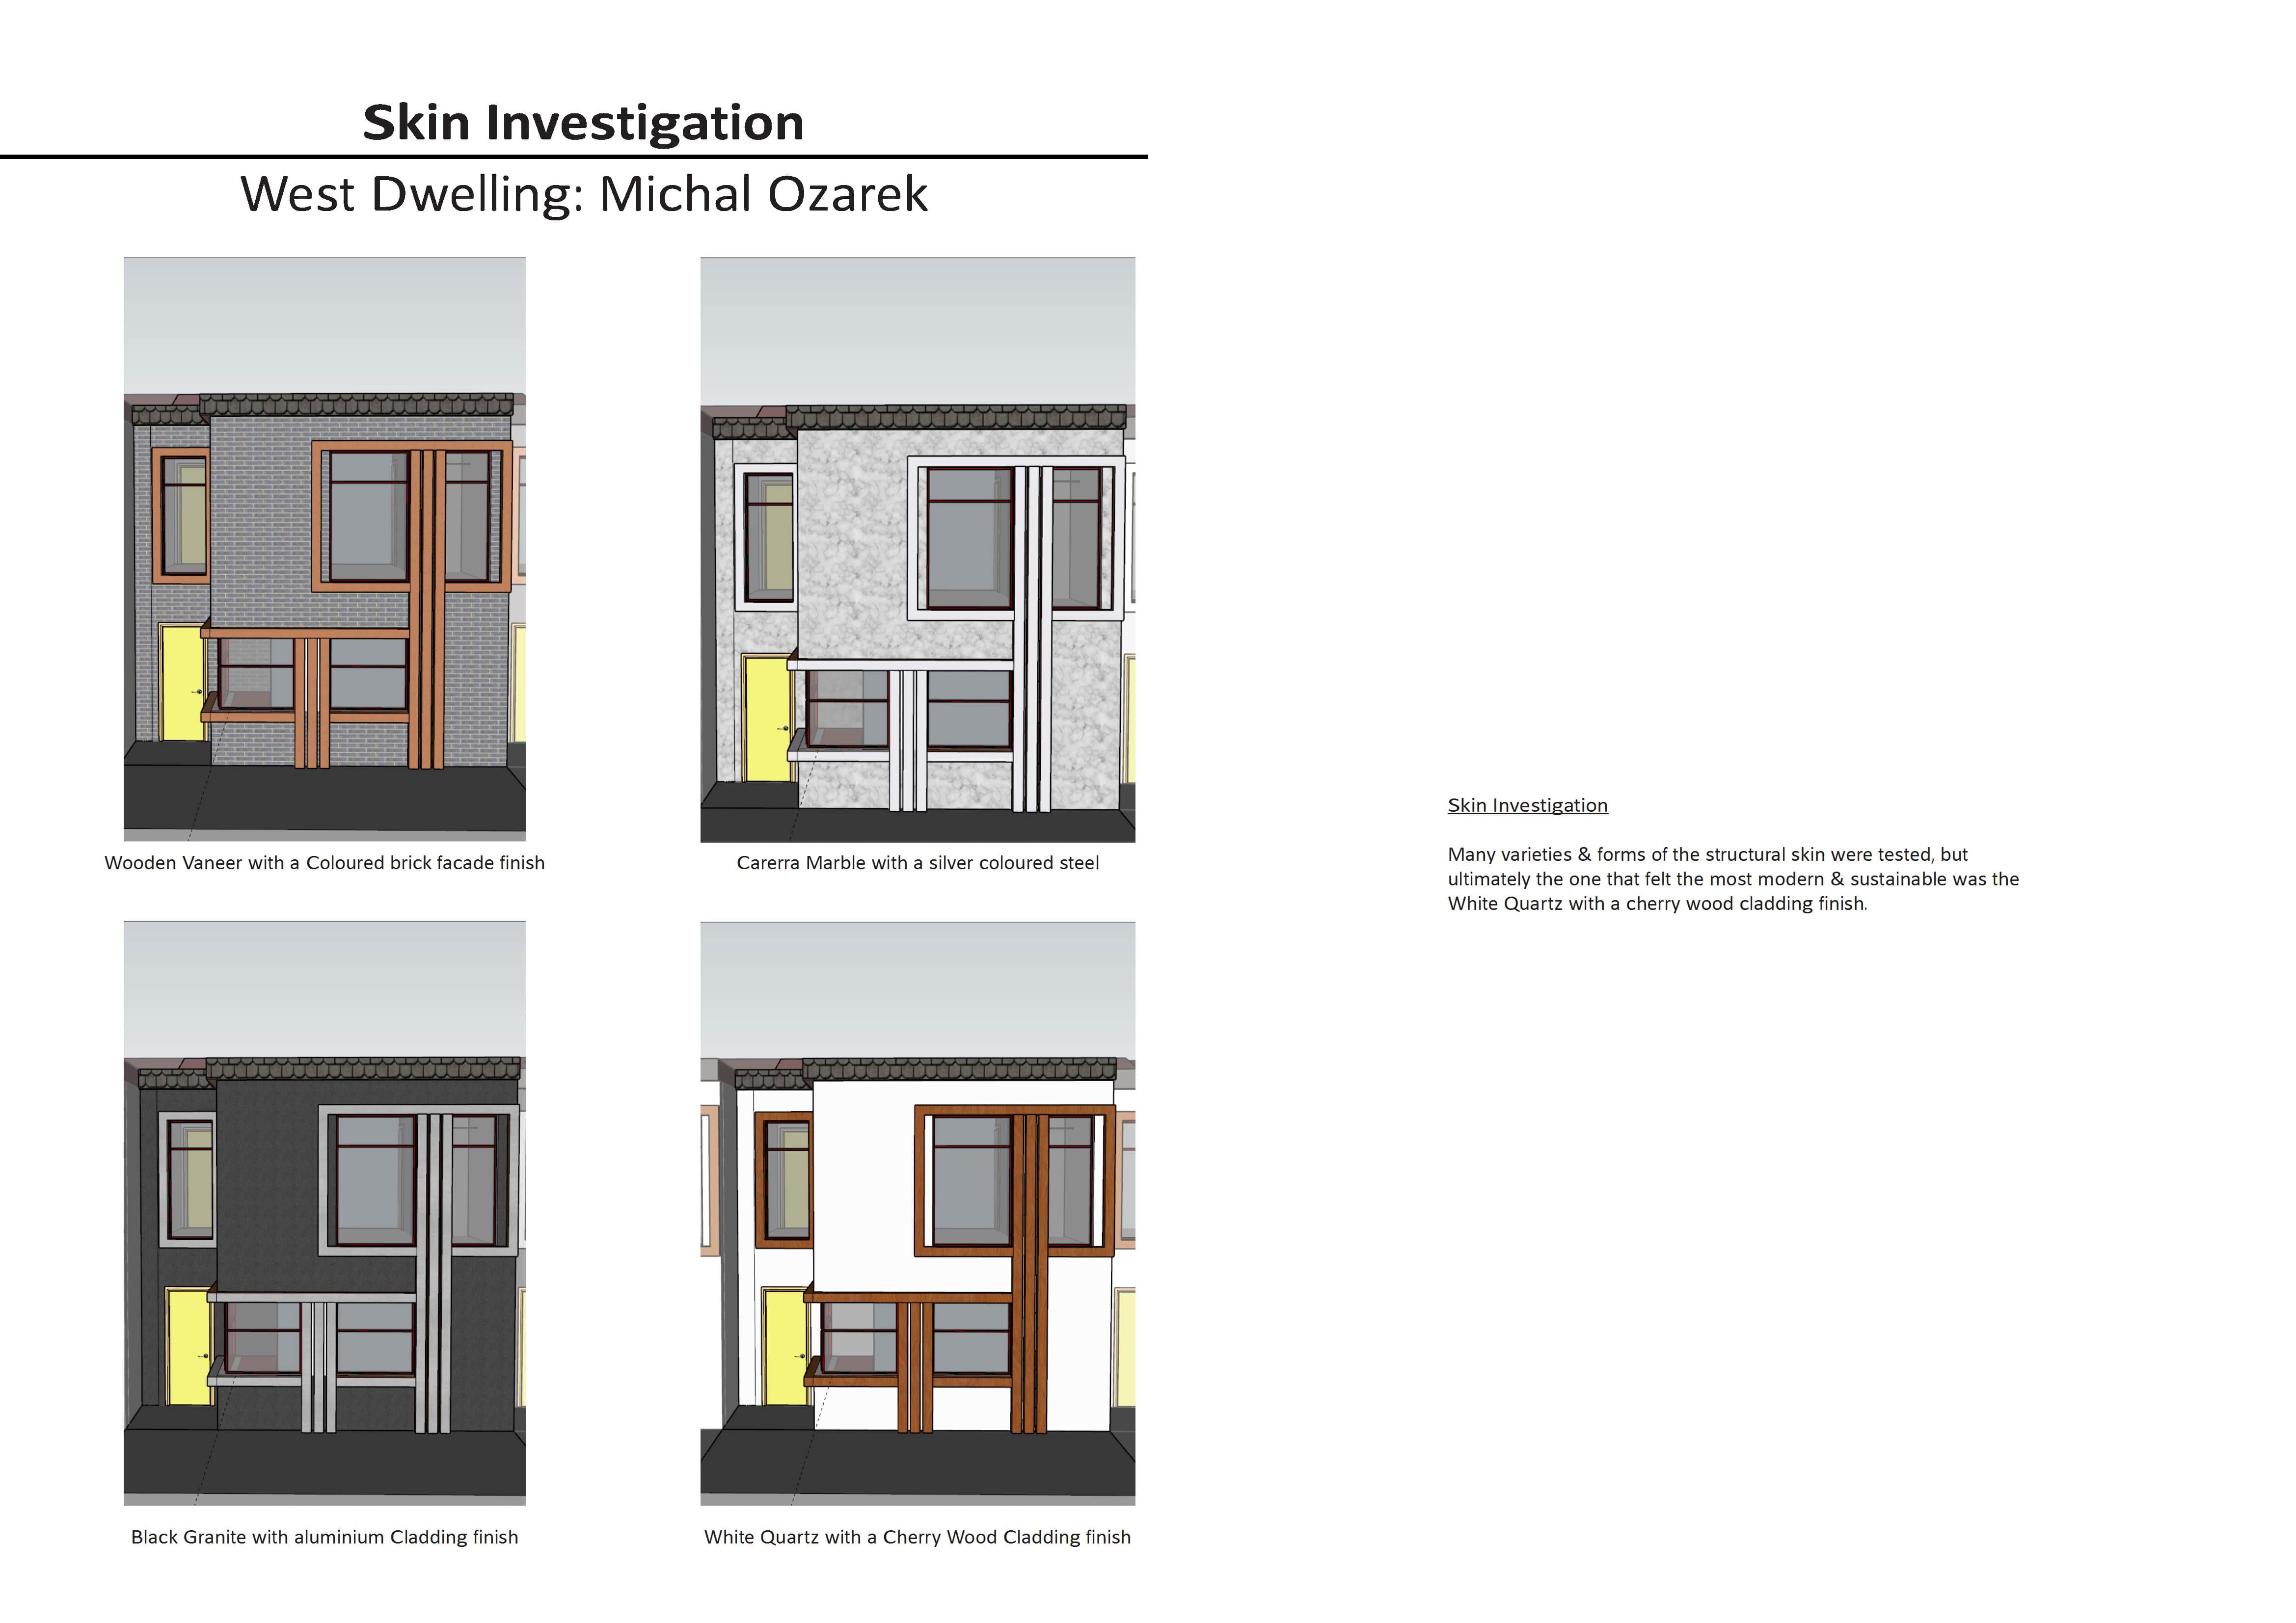 Skin Investigation
West Dwelling: Michal Ozarek
Wooden Vaneer with a Coloured brick facade finish
Carerra Marble with a silver coloured steel
Black Granite with aluminium Cladding finish
White Quartz with a Cherry Wood Cladding finish
Skin Investigation
Many varieties & forms of the structural skin were tested, but
ultimately the one that felt the most modern & sustainable was the
White Quartz with a cherry wood cladding finish.